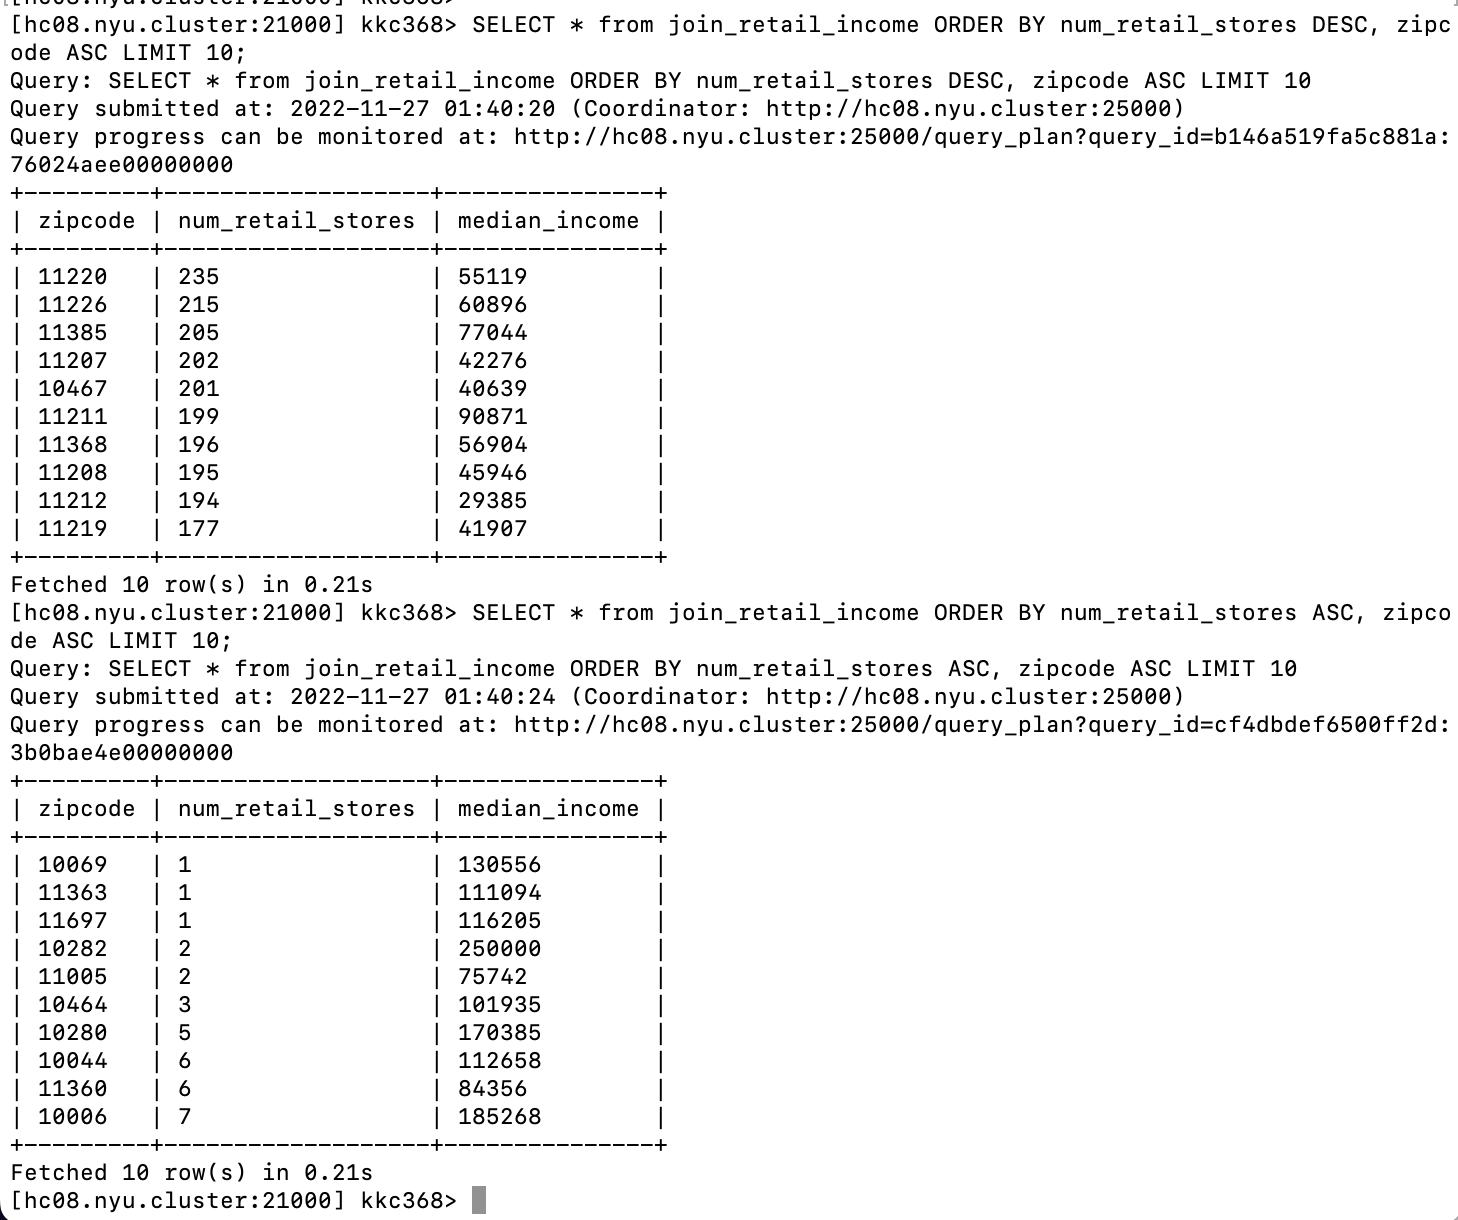 [hc08.nyu.cluster:21000] kkc368>
[hc08.nyu.cluster:21000] kkc368> SELECT * from join_retail_income ORDER BY num_retail_stores DESC, zipc
ode ASC LIMIT 10;
Query: SELECT * from join_retail_income ORDER BY num_retail_stores DESC, zipcode ASC LIMIT 10
Query submitted at: 2022-11-27 01:40:20 (Coordinator: http://hc08.nyu.cluster:25000)
Query progress can be monitored at: http://hc08.nyu.cluster:25000/query_plan?query_id=b146a519fa5c881a:
76024aee00000000
+----------+--------------------+----------------+
| zipcode | num_retail_stores | median_income |
+----------+--------------------+----------------+
| 11220   | 235               | 55119         |
| 11226   | 215               | 60896         |
| 11385   | 205               | 77044         |
| 11207   | 202               | 42276         |
| 10467   | 201               | 40639         |
| 11211   | 199               | 90871         |
| 11368   | 196               | 56904         |
| 11208   | 195               | 45946         |
| 11212   | 194               | 29385         |
| 11219   | 177               | 41907         |
+----------+--------------------+----------------+
Fetched 10 row(s) in 0.21s
[hc08.nyu.cluster:21000] kkc368> SELECT * from join_retail_income ORDER BY num_retail_stores ASC, zipco
de ASC LIMIT 10;
Query: SELECT * from join_retail_income ORDER BY num_retail_stores ASC, zipcode ASC LIMIT 10
Query submitted at: 2022-11-27 01:40:24 (Coordinator: http://hc08.nyu.cluster:25000)
Query progress can be monitored at: http://hc08.nyu.cluster:25000/query_plan?query_id=cf4dbdef6500ff2d:
3b0bae4e00000000
+----------+--------------------+----------------+
| zipcode | num_retail_stores | median_income |
+----------+--------------------+----------------+
| 10069   | 1                 | 130556        |
| 11363   | 1                 | 111094        |
| 11697   | 1                 | 116205        |
| 10282   | 2                 | 250000        |
| 11005   | 2                 | 75742         |
| 10464   | 3                 | 101935        |
| 10280   | 5                 | 170385        |
| 10044   | 6                 | 112658        |
| 11360   | 6                 | 84356         |
| 10006   | 7                 | 185268        |
+----------+--------------------+----------------+
Fetched 10 row(s) in 0.21s
[hc08.nyu.cluster:21000] kkc368>